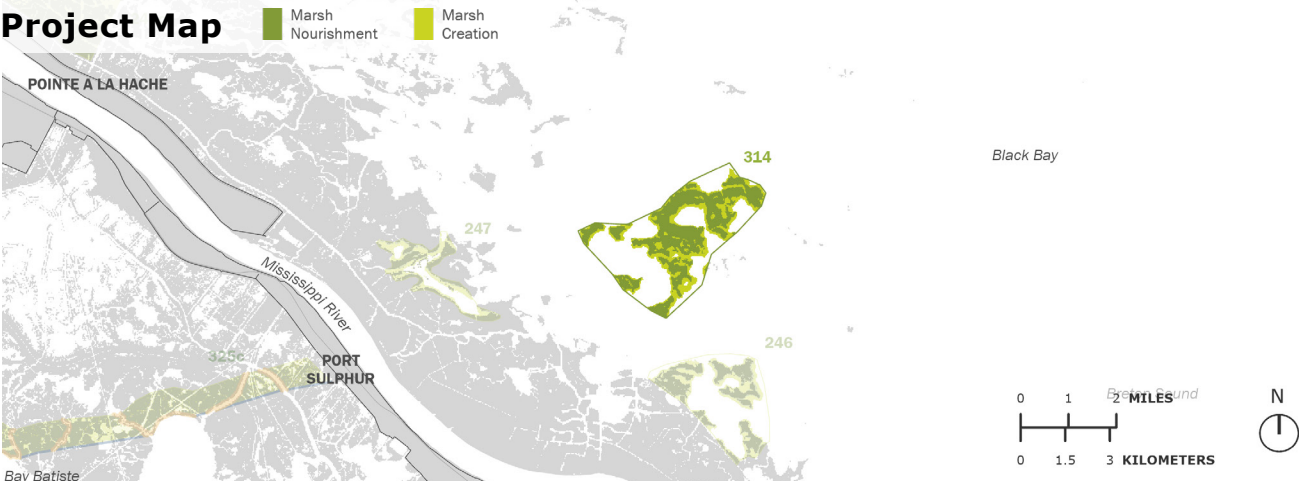 Project Map
Marsh
Nourishment
Marsh
Creation
POINTE À LA HACHE
Black Bay
314
247
Mississippi River
246
325c
PORT
SULPHUR
Breton Sound
0 1 2 MILES
0 1.5 3 KILOMETERS
N
Bay Batiste